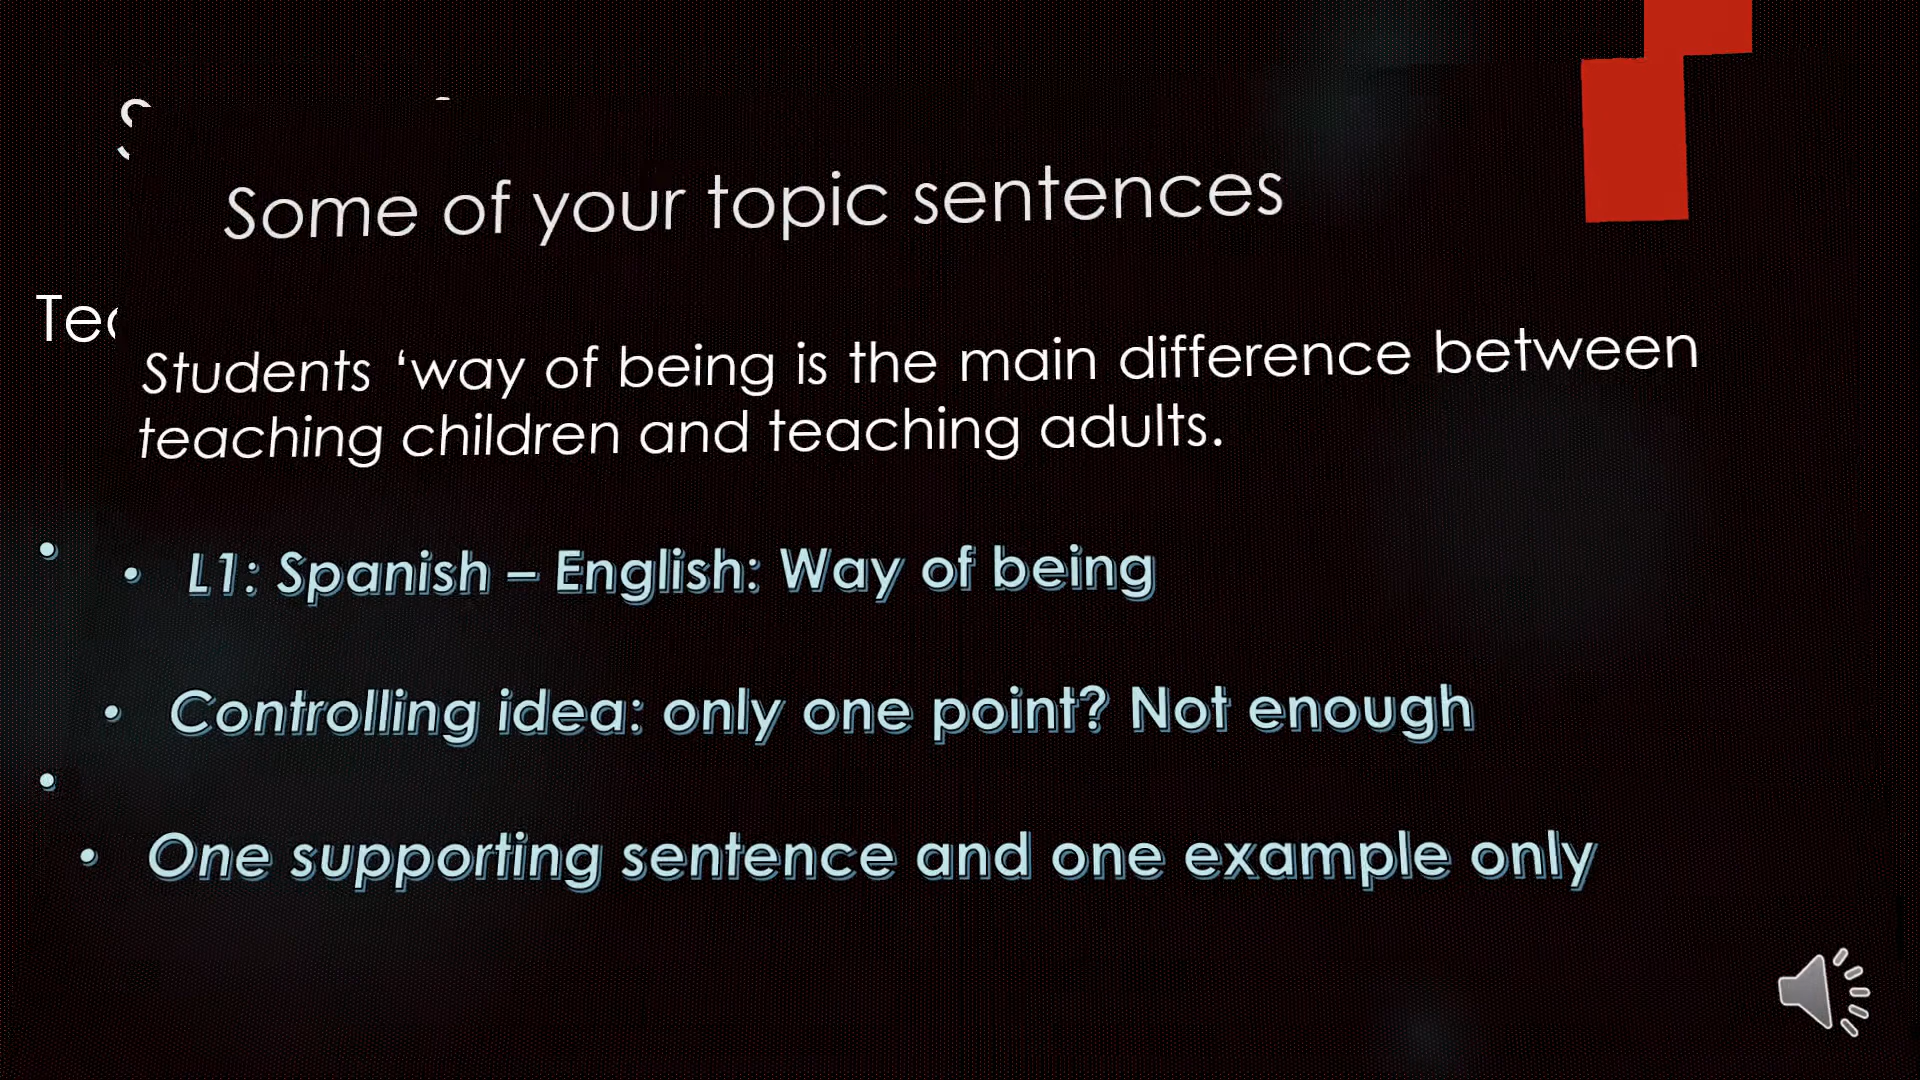 Some of your topic sentences
Students ‘way of being is the main difference between
teaching children and teaching adults.
• L1: Spanish – English: Way of being
• Controlling idea: only one point? Not enough
• One supporting sentence and one example only